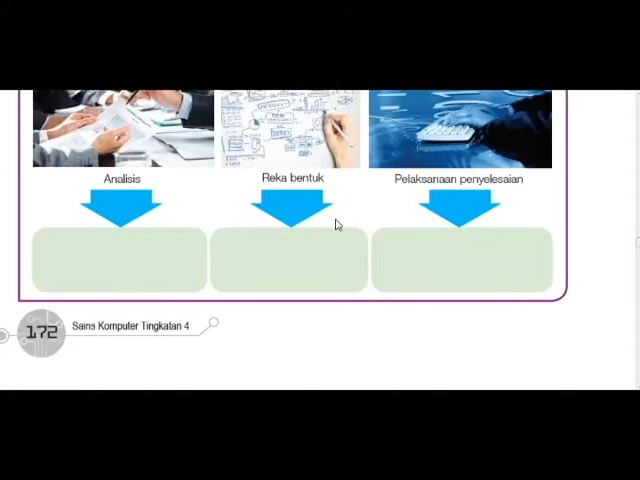 Analisis
Reka bentuk
Pelaksanaan penyelesaian
172
Sains Komputer Tingkatan 4